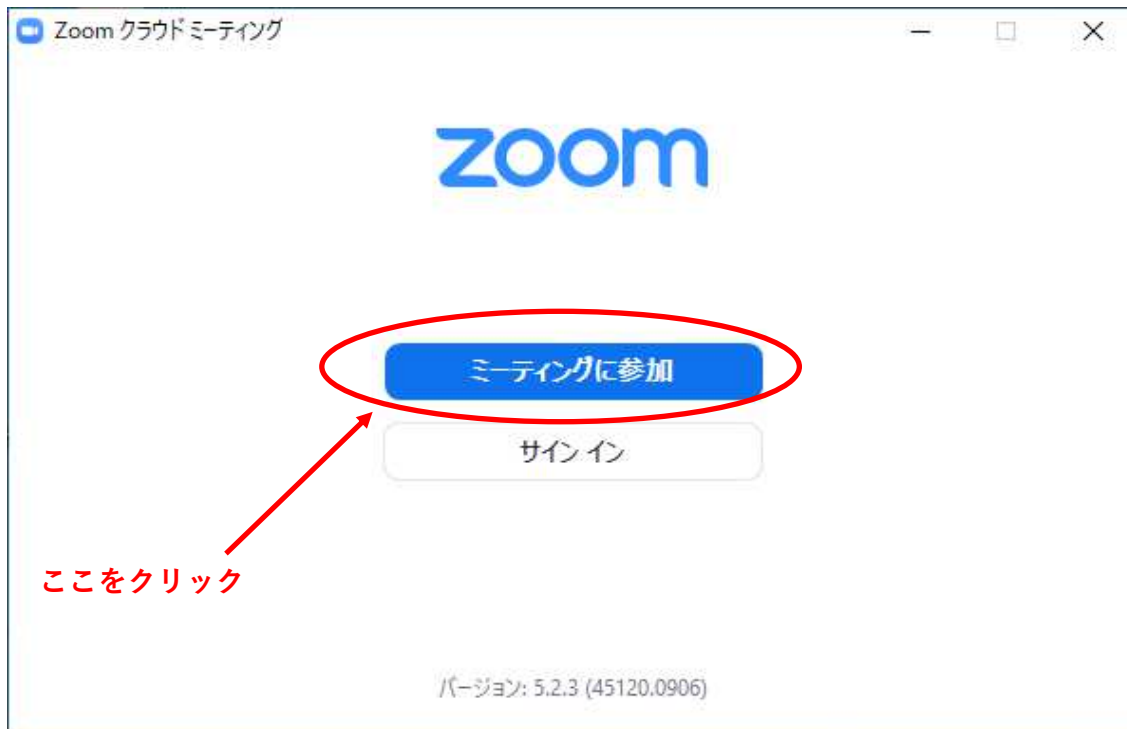 Zoom クラウド ミーティング
zoom
ミーティングに参加
サイン イン
ここをクリック
バージョン: 5.2.3 (45120.0906)